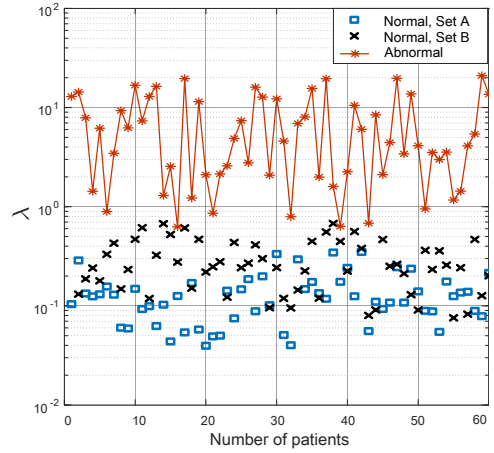 Normal, Set A
Normal, Set B
Abnormal
λ
10^2
10^1
10^0
10^-1
10^-2
0 10 20 30 40 50 60
Number of patients